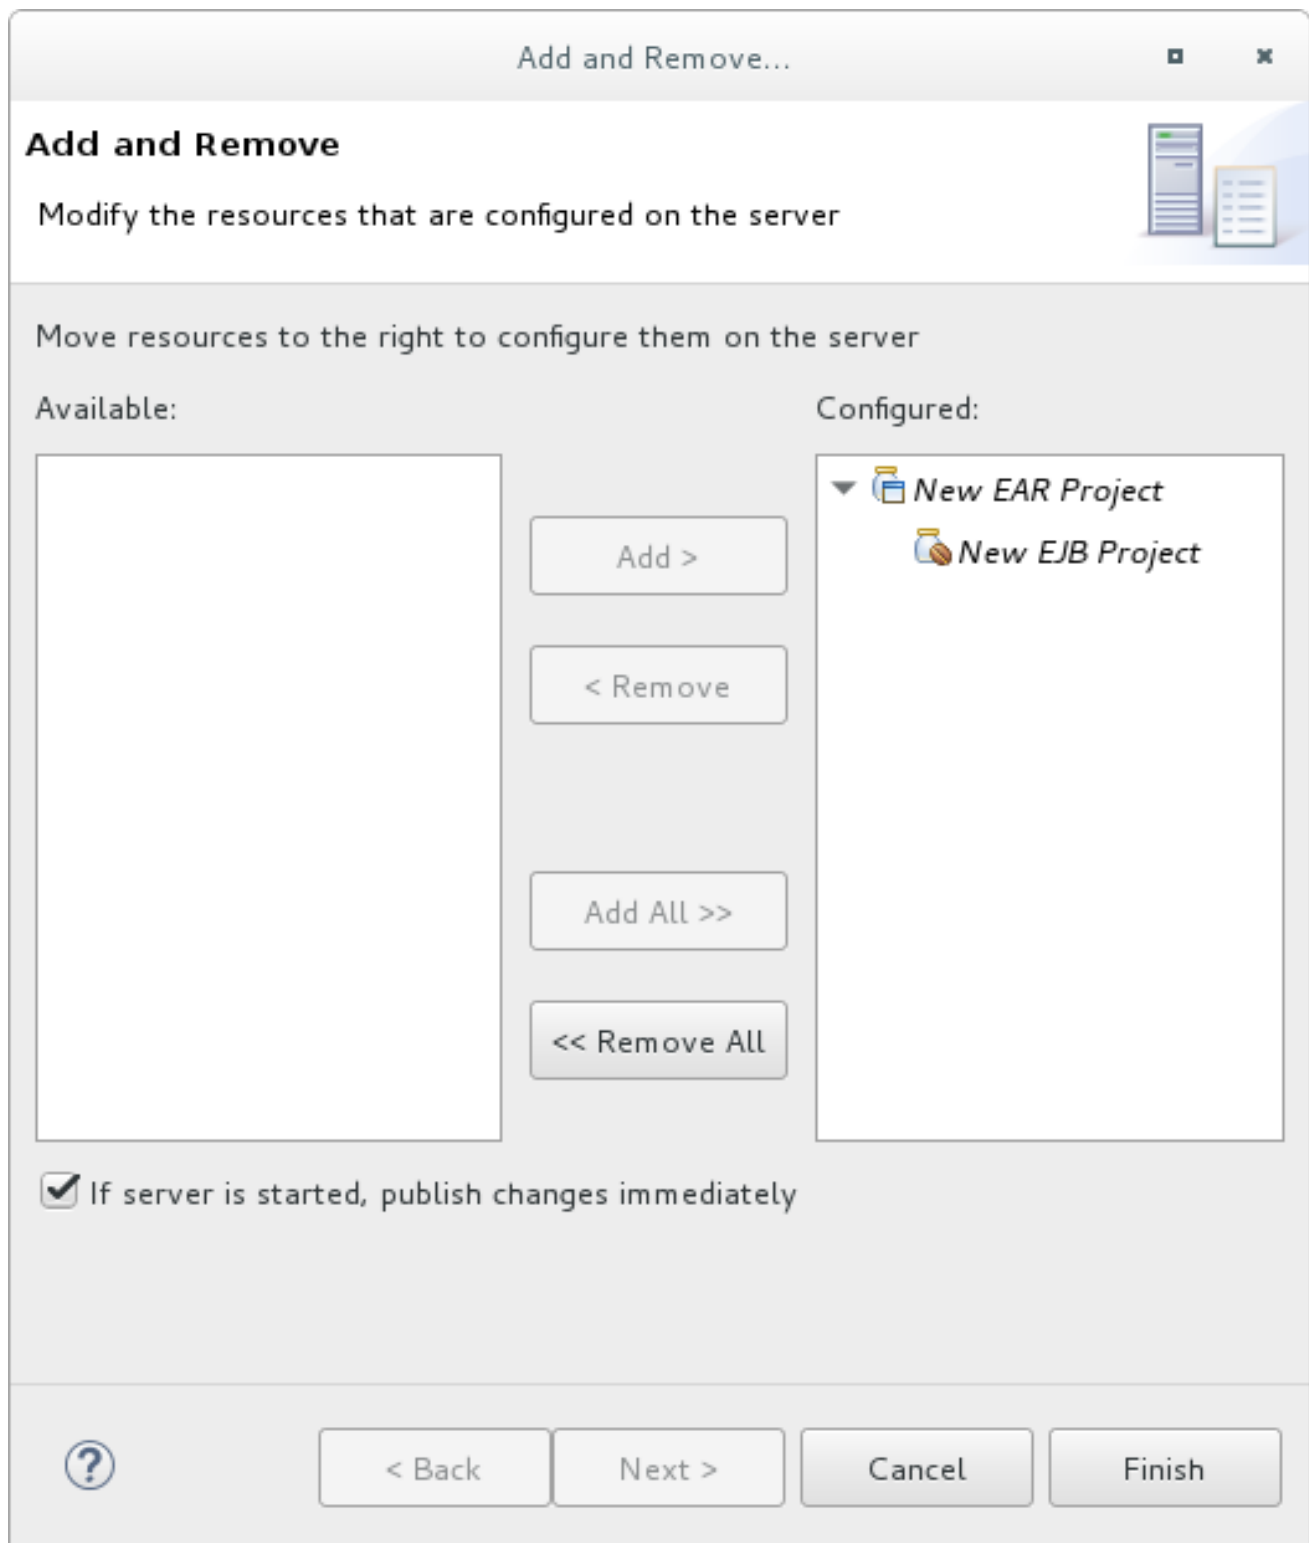 Add and Remove...
Add and Remove
Modify the resources that are configured on the server
Move resources to the right to configure them on the server
Available:
Configured:
New EAR Project
New EJB Project
Add >
< Remove
Add All >>
<< Remove All
If server is started, publish changes immediately
?
< Back
Next >
Cancel
Finish